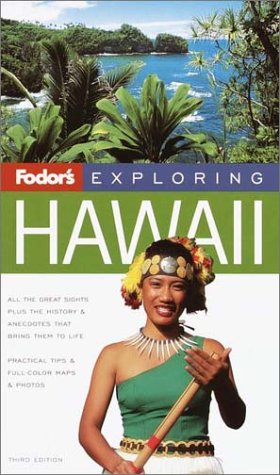 Fodor's EXPLORING
HAWAII
ALL THE GREAT SIGHTS
PLUS THE HISTORY &
ANECDOTES THAT
BRING THEM TO LIFE
PRACTICAL TIPS &
FULL-COLOR MAPS
& PHOTOS
THIRD EDITION